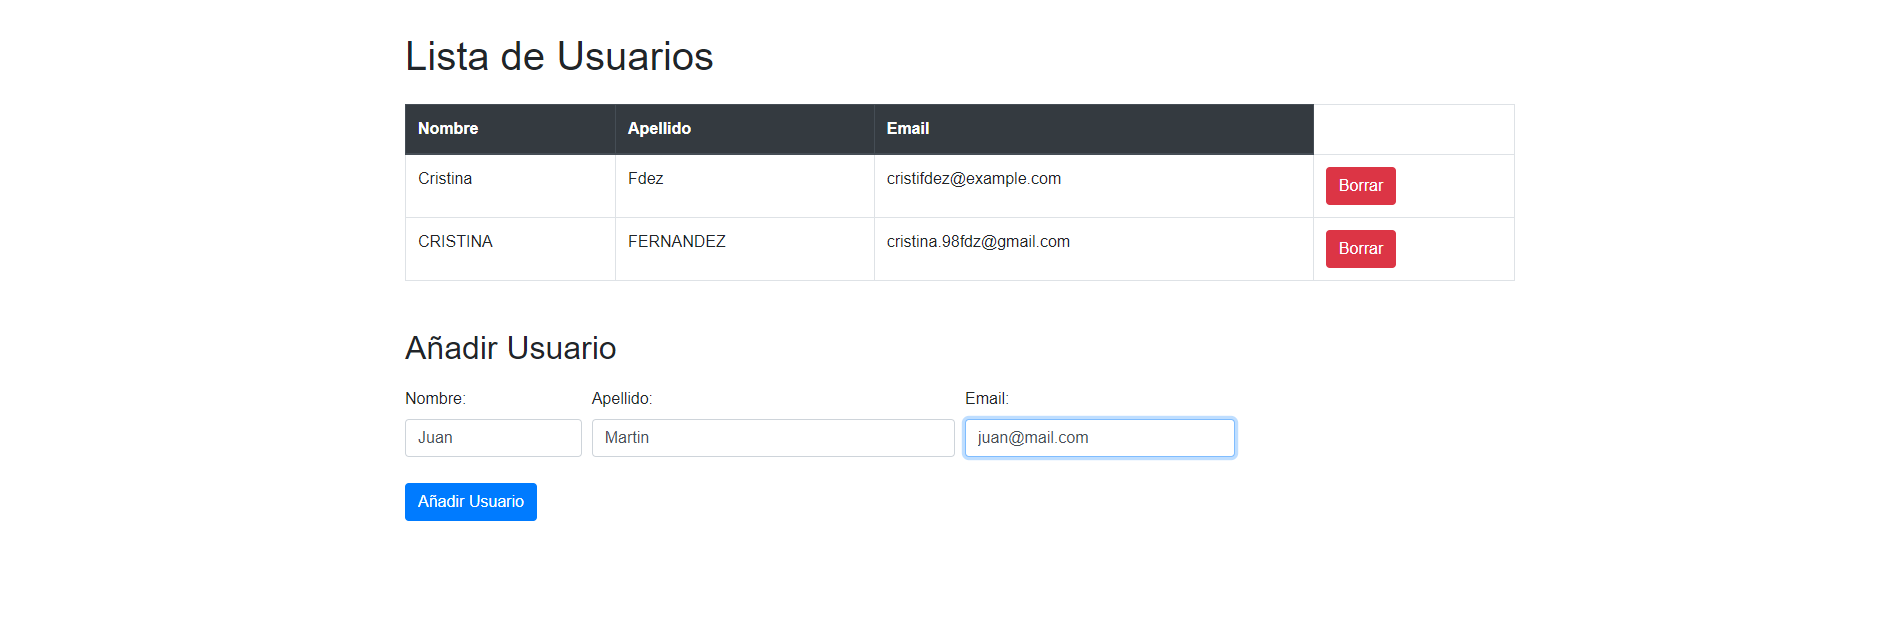 Lista de Usuarios
Nombre Apellido Email
Cristina Fdez cristifdez@example.com Borrar
CRISTINA FERNANDEZ cristina.98fdz@gmail.com Borrar
Añadir Usuario
Nombre: Apellido: Email:
Juan Martin juan@mail.com
Añadir Usuario